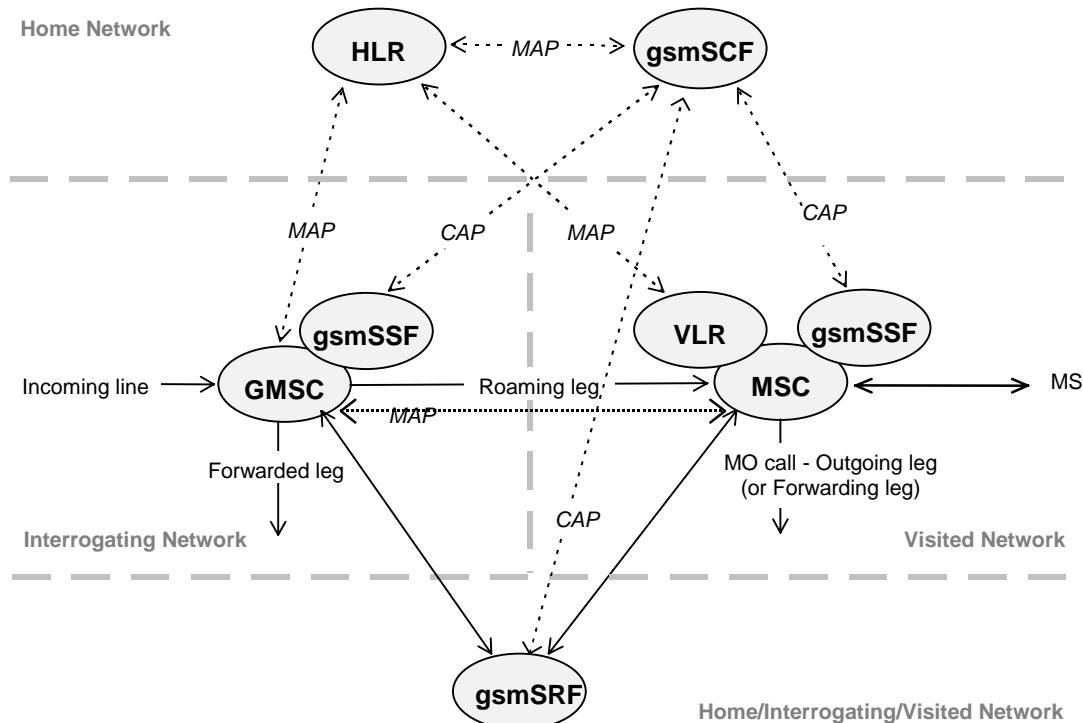 Home Network
HLR
MAP
gsmSCF
MAP
CAP
MAP
CAP
gsmSSF
VLR
gsmSSF
Incoming line
GMSC
Roaming leg
MSC
MS
MAP
Forwarded leg
MO call - Outgoing leg
(or Forwarding leg)
CAP
Interrogating Network
Visited Network
gsmSRF
Home/Interrogating/Visited Network